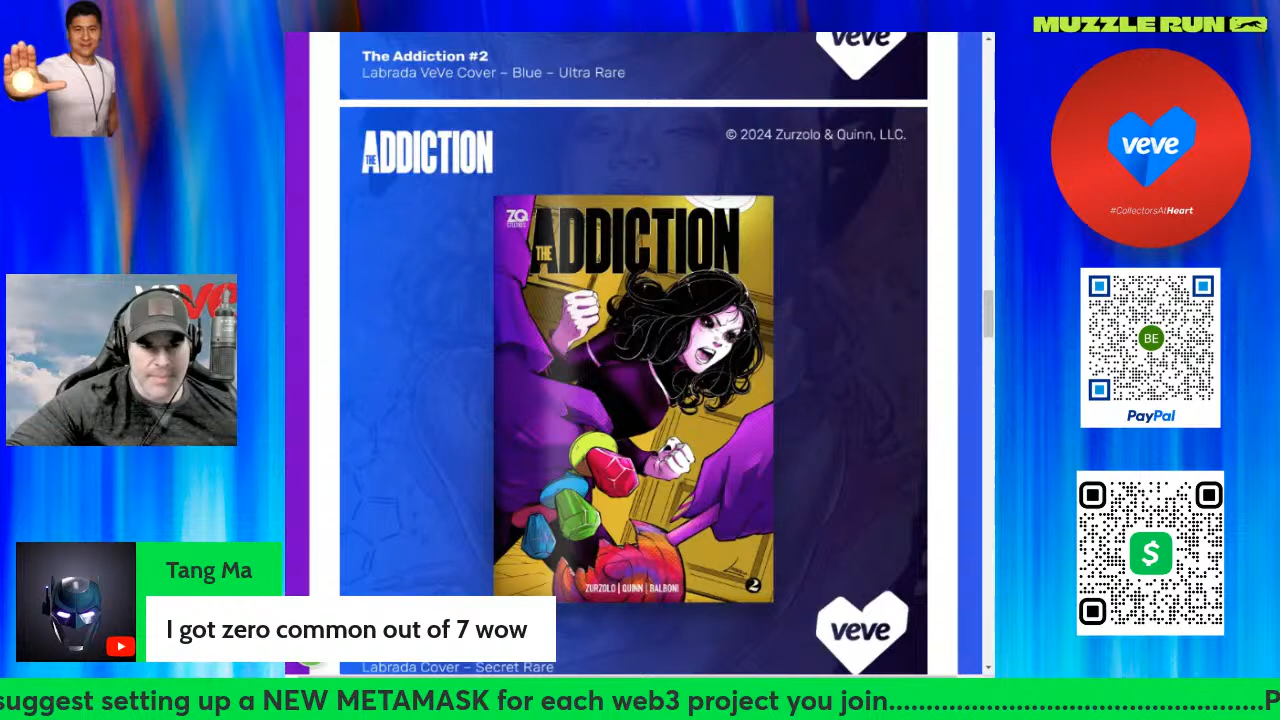 MUZZLE RUN
veve
The Addiction #2
Labrada VeVe Cover – Blue – Ultra Rare
THE ADDICTION
© 2024 Zurzolo & Quinn, LLC.
veve
#CollectorsAtHeart
ZQ
THE ADDICTION
BE
PayPal
$
Tang Ma
I got zero common out of 7 wow
ZURZOLO | QUINN | BALBONI
2
veve
Labrada Cover – Secret Rare
suggest setting up a NEW METAMASK for each web3 project you join......................................................P